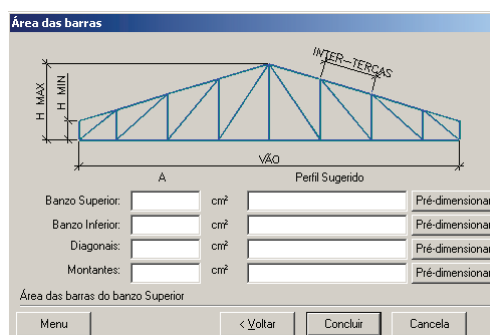 Área das barras
INTER-TERCAS
H MAX
H MIN
VÃO
A Perfil Sugerido
Banzo Superior: cm² Pré-dimensionar
Banzo Inferior: cm² Pré-dimensionar
Diagonais: cm² Pré-dimensionar
Montantes: cm² Pré-dimensionar
Área das barras do banzo Superior
Menu < Voltar Concluir Cancela